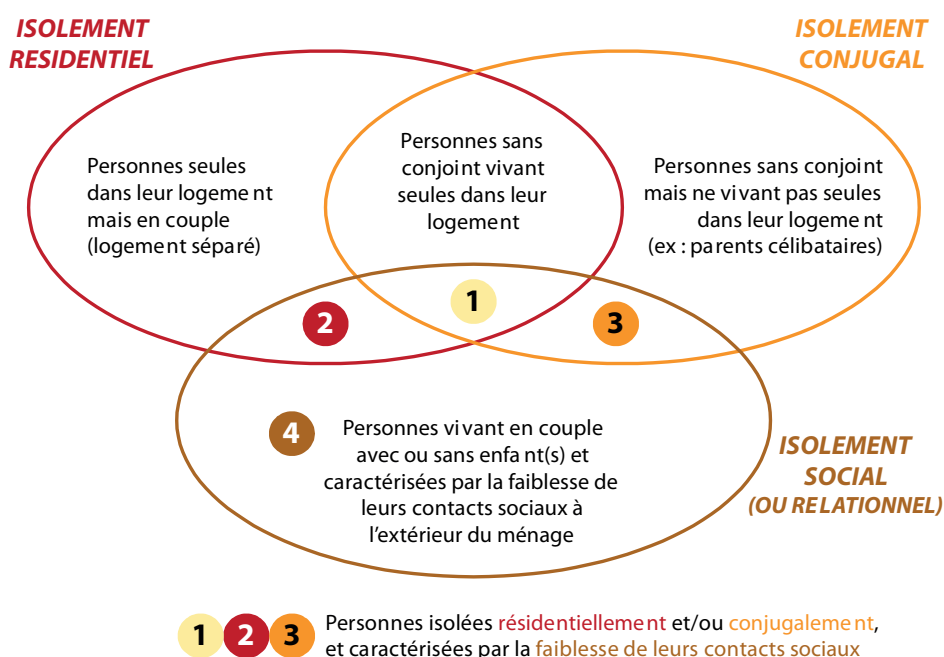 ISOLEMENT
RESIDENTIEL
ISOLEMENT
CONJUGAL
Personnes seules
dans leur logement
mais en couple
(logement séparé)
Personnes sans
conjoint vivant
seules dans leur
logement
Personnes sans conjoint
mais ne vivant pas seules
dans leur logement
(ex : parents célibataires)
1
2
3
4
Personnes vivant en couple
avec ou sans enfant(s) et
caractérisées par la faiblesse de
leurs contacts sociaux à
l'extérieur du ménage
ISOLEMENT
SOCIAL
(OU RELATIONNEL)
1 2 3
Personnes isolées résidentiellement et/ou conjugalement,
et caractérisées par la faiblesse de leurs contacts sociaux